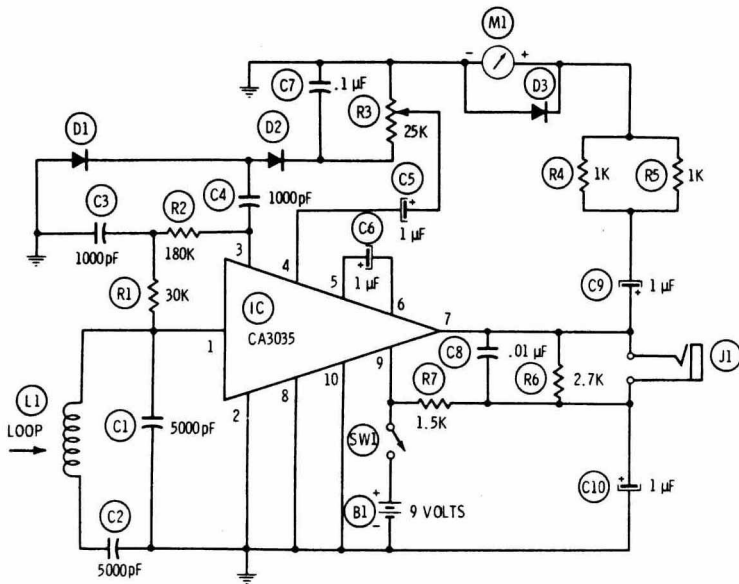 M1
- +
C7 .1 µF
D3
D1
D2
R3
25K
R4 1K R5 1K
C5
C4 1000pF
C3
R2
+
1 µF
C6
1000pF
180K
3
4
+
1 µF
5
6
R1 30K
IC
CA3035
C9 1 µF
+
1
7
C8 .01 µF
J1
L1
10
9
R7
R6 2.7K
LOOP
C1
5000pF
2
8
1.5K
SW1
C2
+
B1 9 VOLTS
-
+
C10 1 µF
5000pF